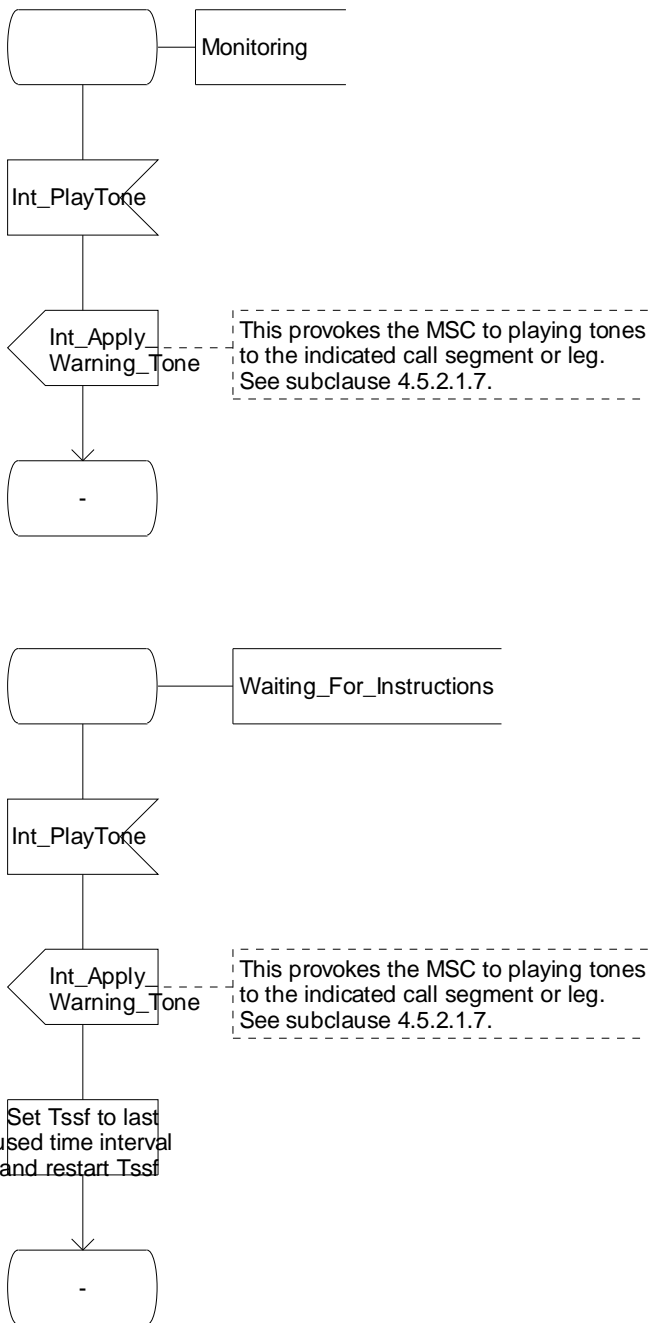 Monitoring
Int_PlayTone
Int_Apply_
Warning_Tone
This provokes the MSC to playing tones
to the indicated call segment or leg.
See subclause 4.5.2.1.7.
-
Waiting_For_Instructions
Int_PlayTone
Int_Apply_
Warning_Tone
This provokes the MSC to playing tones
to the indicated call segment or leg.
See subclause 4.5.2.1.7.
Set Tssf to last
used time interval
and restart Tssf
-